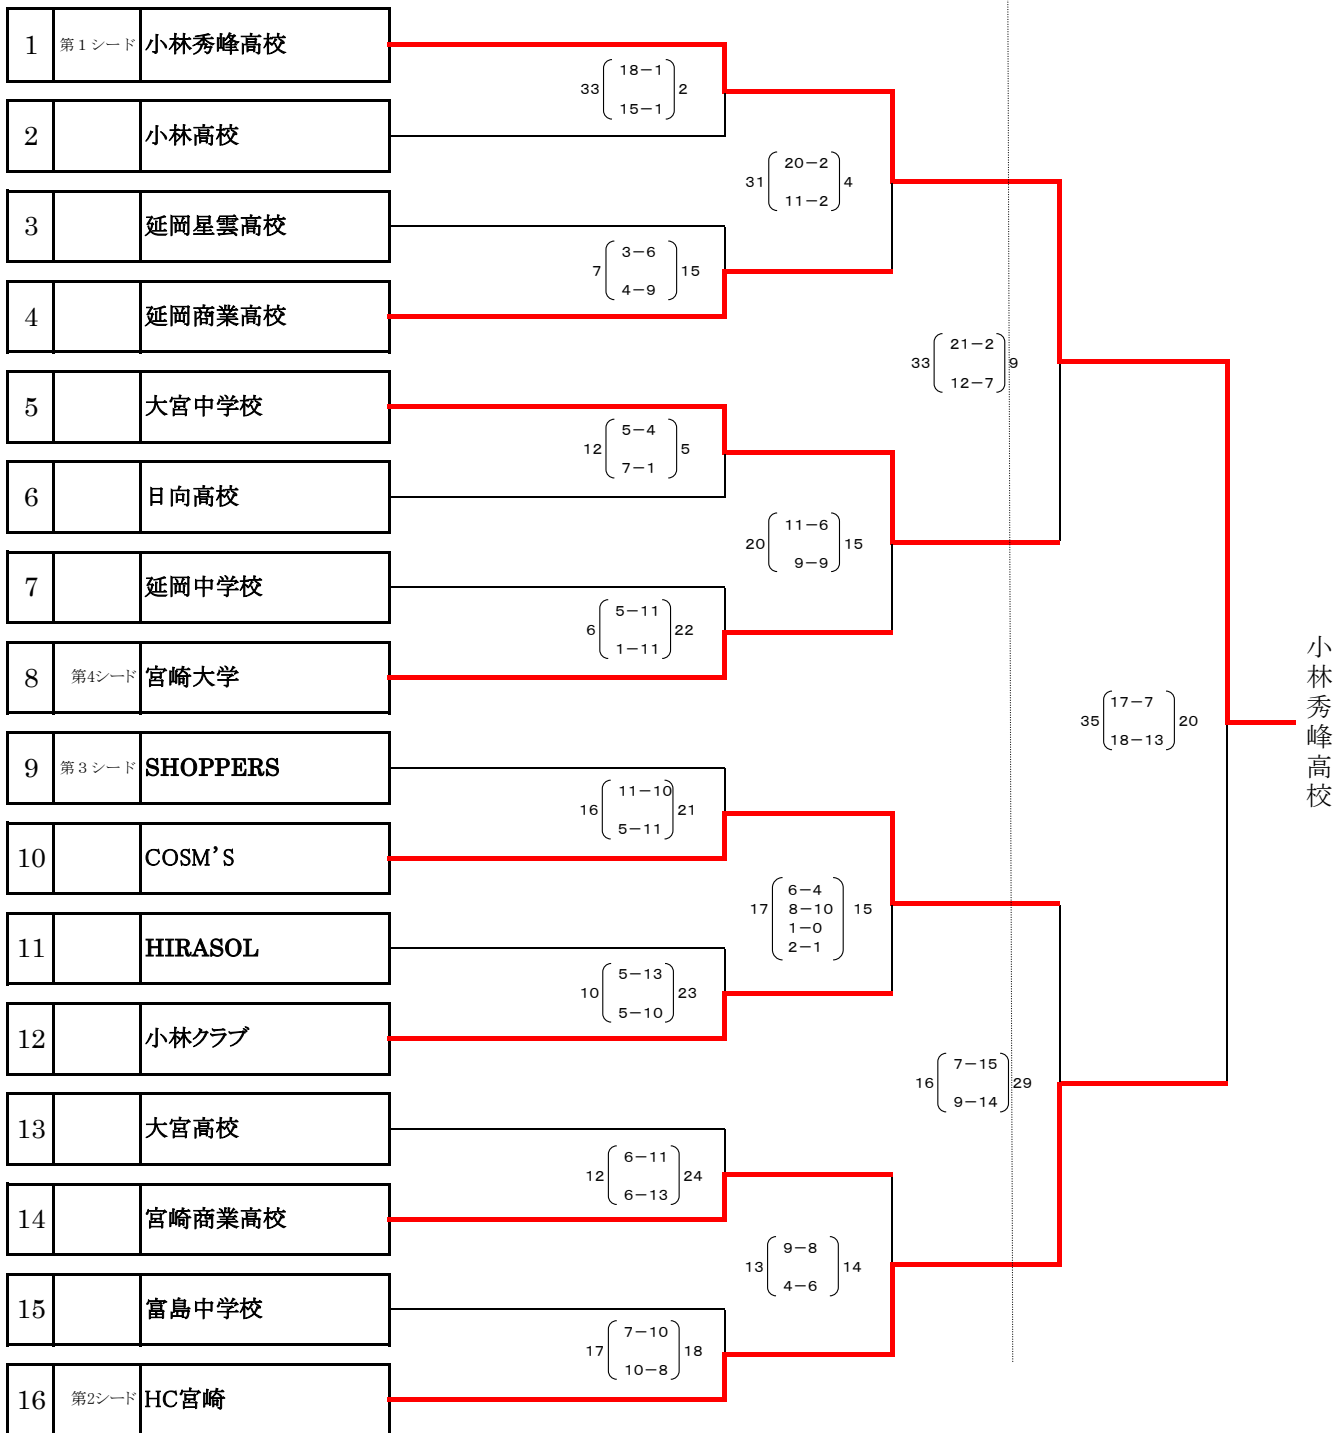 1 第１シード 小林秀峰高校
2 小林高校
3 延岡星雲高校
4 延岡商業高校
5 大宮中学校
6 日向高校
7 延岡中学校
8 第4シード 宮崎大学
9 第３シード SHOPPERS
10 COSM’S
11 HIRASOL
12 小林クラブ
13 大宮高校
14 宮崎商業高校
15 富島中学校
16 第2シード HC宮崎
18－1
33 2
15－1
3－6
7 15
4－9
5－4
12 5
7－1
5－11
6 22
1－11
11－10
16 21
5－11
5－13
10 23
5－10
6－11
12 24
6－13
7－10
17 18
10－8
20－2
31 4
11－2
11－6
20 15
9－9
6－4
17 8－10 15
1－0
2－1
9－8
13 14
4－6
21－2
33 9
12－7
7－15
16 29
9－14
17－7
35 20
18－13
小林秀峰高校